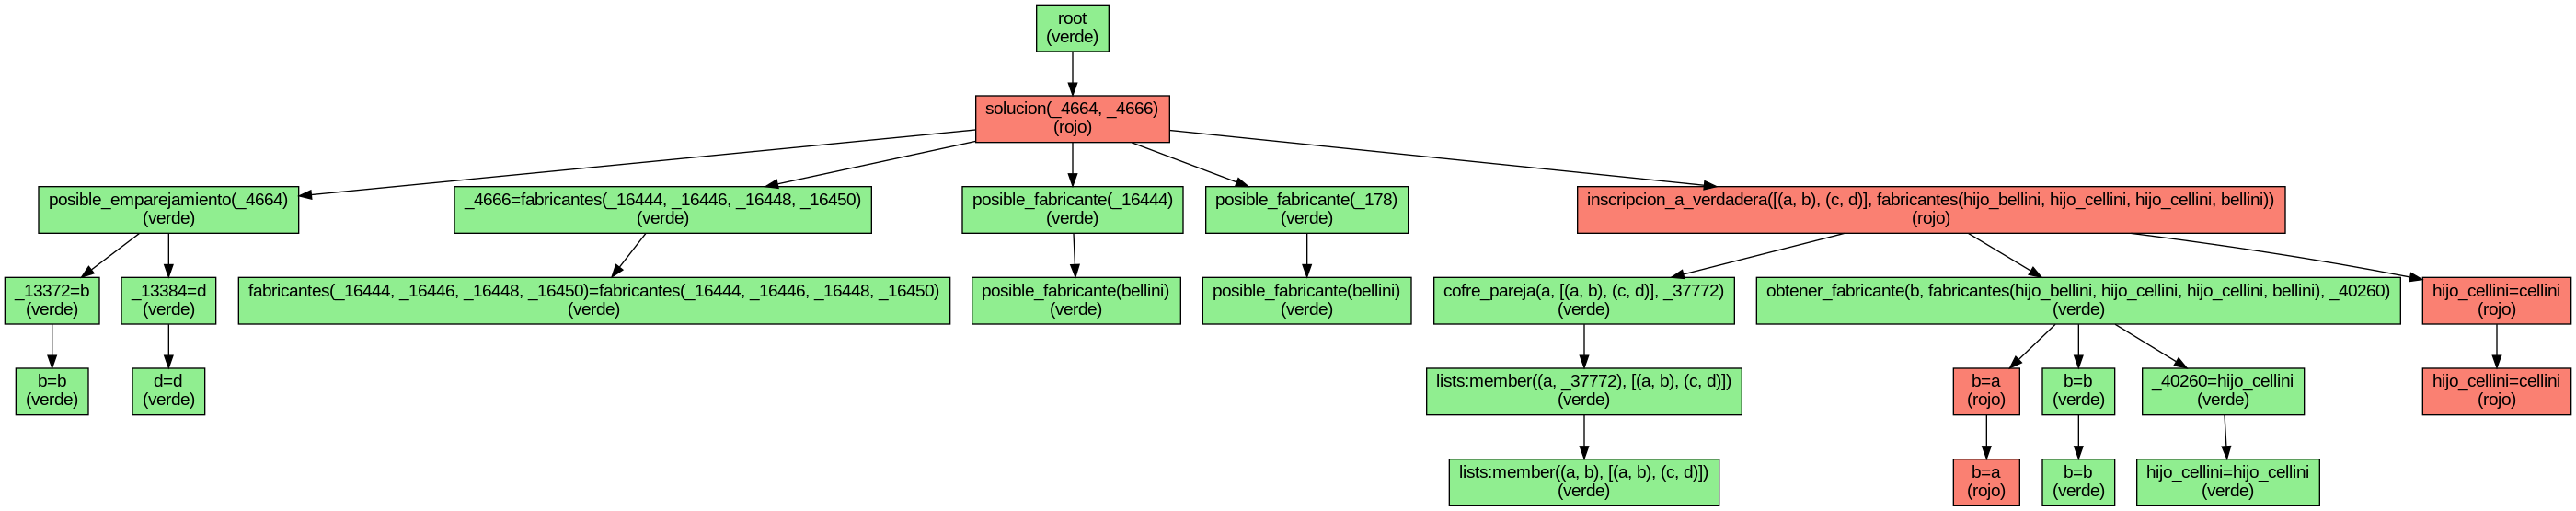 root
(verde)
solucion(_4664, _4666)
(rojo)
posible_emparejamiento(_4664)
(verde)
_4666=fabricantes(_16444, _16446, _16448, _16450)
(verde)
posible_fabricante(_16444)
(verde)
posible_fabricante(_178)
(verde)
inscripcion_a_verdadera([(a, b), (c, d)], fabricantes(hijo_bellini, hijo_cellini, hijo_cellini, bellini))
(rojo)
_13372=b
(verde)
_13384=d
(verde)
fabricantes(_16444, _16446, _16448, _16450)=fabricantes(_16444, _16446, _16448, _16450)
(verde)
posible_fabricante(bellini)
(verde)
posible_fabricante(bellini)
(verde)
cofre_pareja(a, [(a, b), (c, d)], _37772)
(verde)
obtener_fabricante(b, fabricantes(hijo_bellini, hijo_cellini, hijo_cellini, bellini), _40260)
(verde)
hijo_cellini=cellini
(rojo)
b=b
(verde)
d=d
(verde)
lists:member((a, _37772), [(a, b), (c, d)])
(verde)
b=a
(rojo)
b=b
(verde)
_40260=hijo_cellini
(verde)
hijo_cellini=cellini
(rojo)
lists:member((a, b), [(a, b), (c, d)])
(verde)
b=a
(rojo)
b=b
(verde)
hijo_cellini=hijo_cellini
(verde)